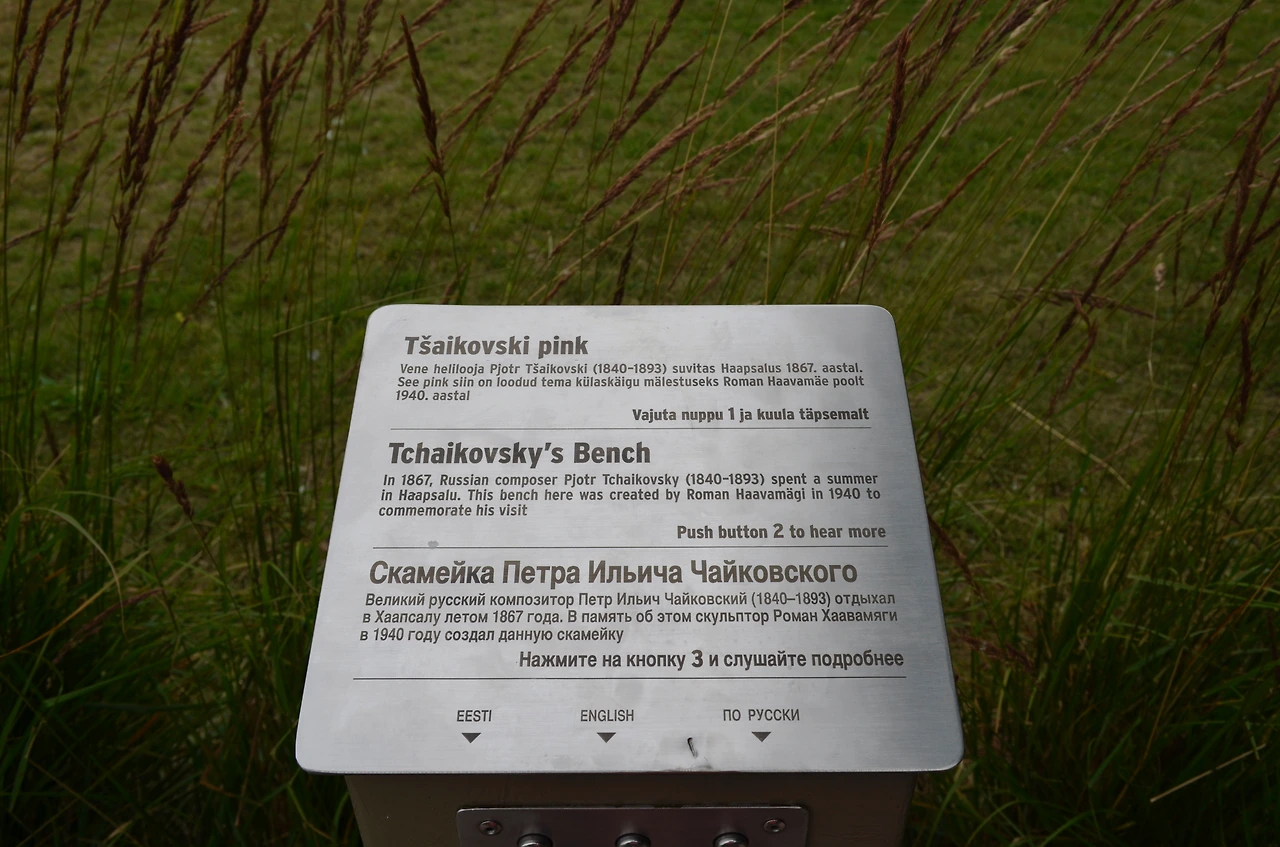 Tšaikovski pink
Vene helilooja Pjotr Tšaikovski (1840-1893) suvitas Haapsalus 1867. aastal.
See pink siin on loodud tema külaskäigu mälestuseks Roman Haavamäe poolt
1940. aastal
Vajuta nuppu 1 ja kuula täpsemalt
Tchaikovsky's Bench
In 1867, Russian composer Pjotr Tchaikovsky (1840-1893) spent a summer
in Haapsalu. This bench here was created by Roman Haavamägi in 1940 to
commemorate his visit
Push button 2 to hear more
Скамейка Петра Ильича Чайковского
Великий русский композитор Петр Ильич Чайковский (1840–1893) отдыхал
в Хаапсалу летом 1867 года. В память об этом скульптор Роман Хаавамяги
в 1940 году создал данную скамейку
Нажмите на кнопку 3 и слушайте подробнее
EESTI ENGLISH ПО РУССКИ